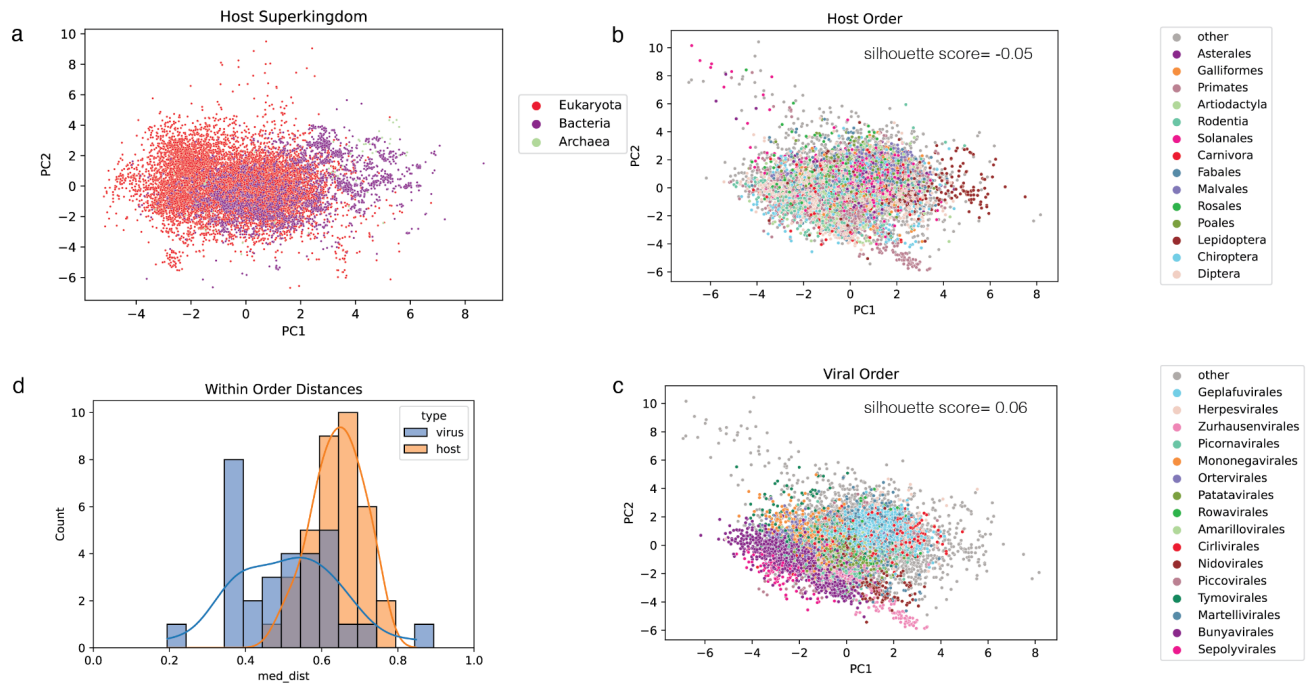 a
Host Superkingdom
10
8
6
4
2
0
−2
−4
−6
PC2
−4 −2 0 2 4 6 8
PC1
Eukaryota
Bacteria
Archaea
b
Host Order
silhouette score= -0.05
10
8
6
4
2
0
−2
−4
−6
PC2
−6 −4 −2 0 2 4 6 8
PC1
other
Asterales
Galliformes
Primates
Artiodactyla
Rodentia
Solanales
Carnivora
Fabales
Malvales
Rosales
Poales
Lepidoptera
Chiroptera
Diptera
d
Within Order Distances
type
virus
host
10
8
6
4
2
0
Count
0.0 0.2 0.4 0.6 0.8 1.0
med_dist
c
Viral Order
silhouette score= 0.06
10
8
6
4
2
0
−2
−4
−6
PC2
−6 −4 −2 0 2 4 6 8
PC1
other
Geplafuvirales
Herpesvirales
Zurhausenvirales
Picornavirales
Mononegavirales
Ortervirales
Patatavirales
Rowavirales
Amarillovirales
Cirlivirales
Nidovirales
Piccovirales
Tymovirales
Martellivirales
Bunyavirales
Sepolyvirales